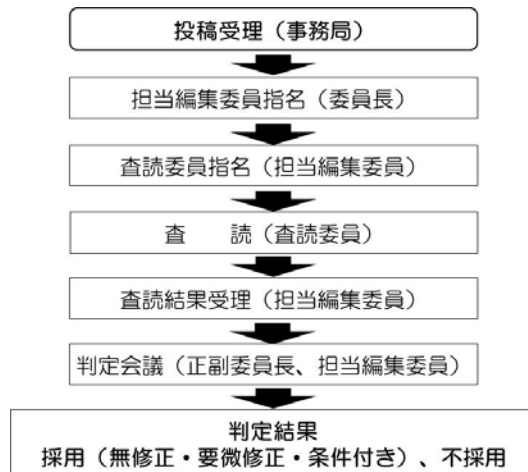 投稿受理（事務局）
担当編集委員指名（委員長）
査読委員指名（担当編集委員）
査　　読（査読委員）
査読結果受理（担当編集委員）
判定会議（正副委員長、担当編集委員）
判定結果
採用（無修正・要微修正・条件付き）、不採用